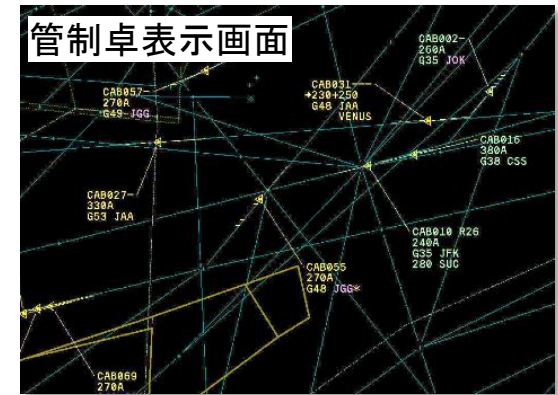 管制卓表示画面
CAB002-
260A
G35 JOK
CAB057-
270A
G49 JGG
CAB031
→230+250
G48 JAA
VENUS
CAB016
380A
G38 CSS
CAB027-
330A
G53 JAA
CAB010 R26
240A
G35 JFK
280 SUC
CAB055
270A
G48 JGG*
CAB069
270A